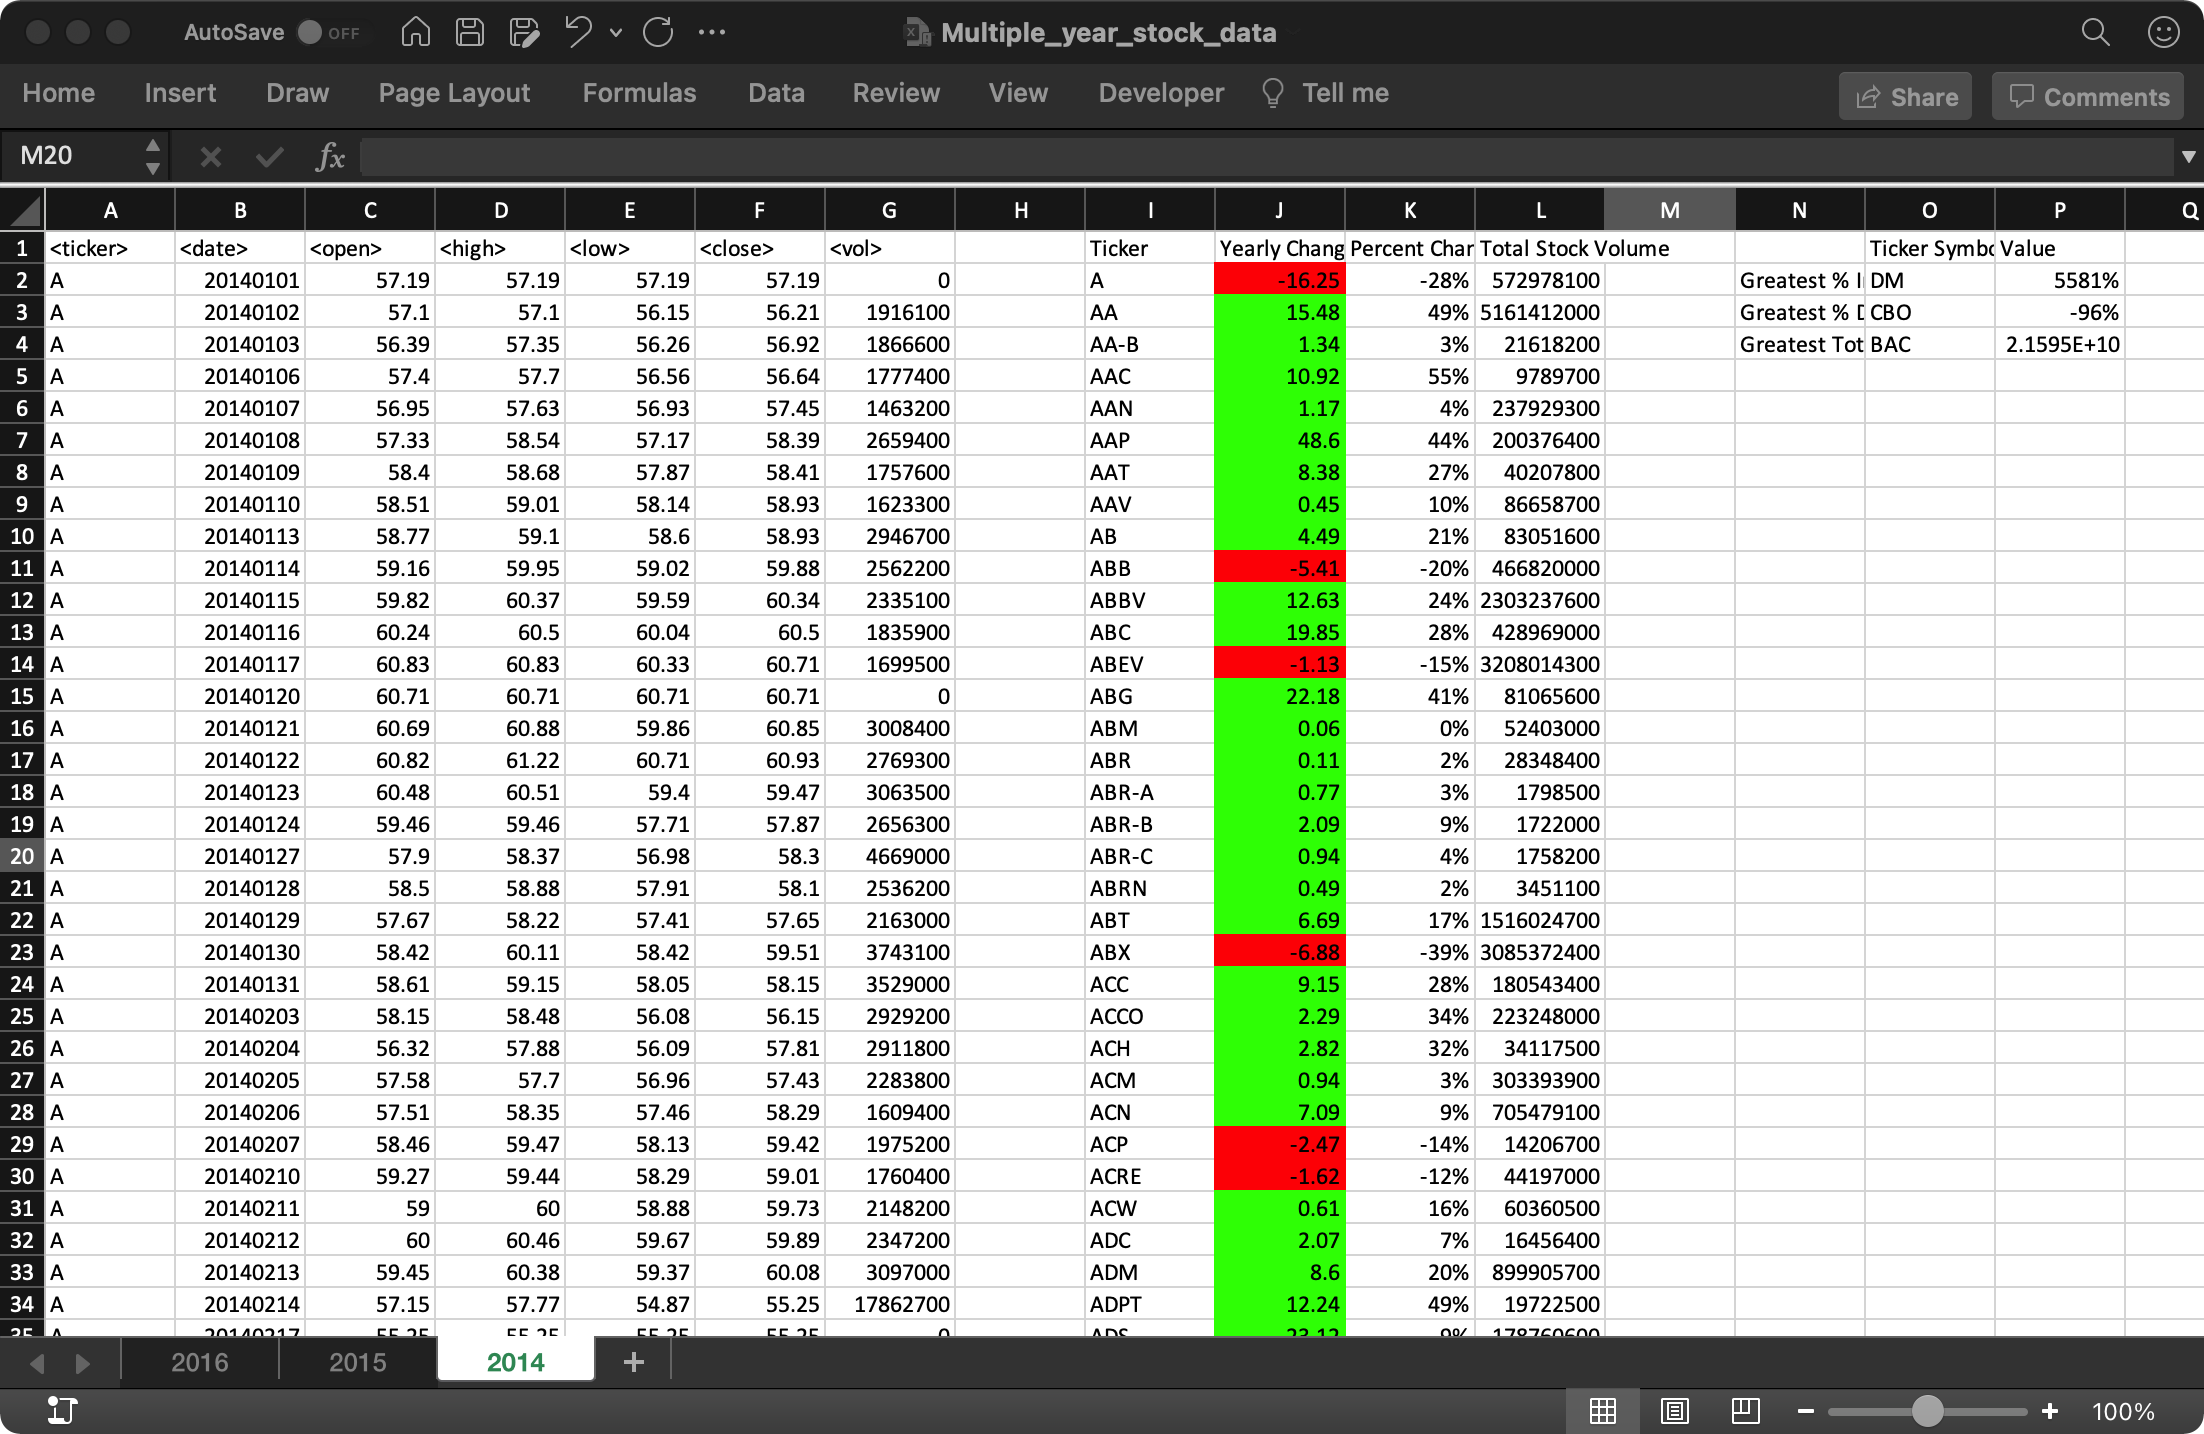 AutoSave OFF Multiple_year_stock_data
Home Insert Draw Page Layout Formulas Data Review View Developer Tell me Share Comments
M20 fx
A B C D E F G H I J K L M N O P Q
1 <ticker> <date> <open> <high> <low> <close> <vol> Ticker Yearly Chang Percent Char Total Stock Volume Ticker Symbo Value
2 A 20140101 57.19 57.19 57.19 57.19 0 A -16.25 -28% 572978100 Greatest % I DM 5581%
3 A 20140102 57.1 57.1 56.15 56.21 1916100 AA 15.48 49% 5161412000 Greatest % D CBO -96%
4 A 20140103 56.39 57.35 56.26 56.92 1866600 AA-B 1.34 3% 21618200 Greatest Tot BAC 2.1595E+10
5 A 20140106 57.4 57.7 56.56 56.64 1777400 AAC 10.92 55% 9789700
6 A 20140107 56.95 57.63 56.93 57.45 1463200 AAN 1.17 4% 237929300
7 A 20140108 57.33 58.54 57.17 58.39 2659400 AAP 48.6 44% 200376400
8 A 20140109 58.4 58.68 57.87 58.41 1757600 AAT 8.38 27% 40207800
9 A 20140110 58.51 59.01 58.14 58.93 1623300 AAV 0.45 10% 86658700
10 A 20140113 58.77 59.1 58.6 58.93 2946700 AB 4.49 21% 83051600
11 A 20140114 59.16 59.95 59.02 59.88 2562200 ABB -5.41 -20% 466820000
12 A 20140115 59.82 60.37 59.59 60.34 2335100 ABBV 12.63 24% 2303237600
13 A 20140116 60.24 60.5 60.04 60.5 1835900 ABC 19.85 28% 428969000
14 A 20140117 60.83 60.83 60.33 60.71 1699500 ABEV -1.13 -15% 3208014300
15 A 20140120 60.71 60.71 60.71 60.71 0 ABG 22.18 41% 81065600
16 A 20140121 60.69 60.88 59.86 60.85 3008400 ABM 0.06 0% 52403000
17 A 20140122 60.82 61.22 60.71 60.93 2769300 ABR 0.11 2% 28348400
18 A 20140123 60.48 60.51 59.4 59.47 3063500 ABR-A 0.77 3% 1798500
19 A 20140124 59.46 59.46 57.71 57.87 2656300 ABR-B 2.09 9% 1722000
20 A 20140127 57.9 58.37 56.98 58.3 4669000 ABR-C 0.94 4% 1758200
21 A 20140128 58.5 58.88 57.91 58.1 2536200 ABRN 0.49 2% 3451100
22 A 20140129 57.67 58.22 57.41 57.65 2163000 ABT 6.69 17% 1516024700
23 A 20140130 58.42 60.11 58.42 59.51 3743100 ABX -6.88 -39% 3085372400
24 A 20140131 58.61 59.15 58.05 58.15 3529000 ACC 9.15 28% 180543400
25 A 20140203 58.15 58.48 56.08 56.15 2929200 ACCO 2.29 34% 223248000
26 A 20140204 56.32 57.88 56.09 57.81 2911800 ACH 2.82 32% 34117500
27 A 20140205 57.58 57.7 56.96 57.43 2283800 ACM 0.94 3% 303393900
28 A 20140206 57.51 58.35 57.46 58.29 1609400 ACN 7.09 9% 705479100
29 A 20140207 58.46 59.47 58.13 59.42 1975200 ACP -2.47 -14% 14206700
30 A 20140210 59.27 59.44 58.29 59.01 1760400 ACRE -1.62 -12% 44197000
31 A 20140211 59 60 58.88 59.73 2148200 ACW 0.61 16% 60360500
32 A 20140212 60 60.46 59.67 59.89 2347200 ADC 2.07 7% 16456400
33 A 20140213 59.45 60.38 59.37 60.08 3097000 ADM 8.6 20% 899905700
34 A 20140214 57.15 57.77 54.87 55.25 17862700 ADPT 12.24 49% 19722500
35 A 20140217 55.25 55.25 55.25 55.25 0 ADS 23.12 9% 178760600
2016 2015 2014 +
100%